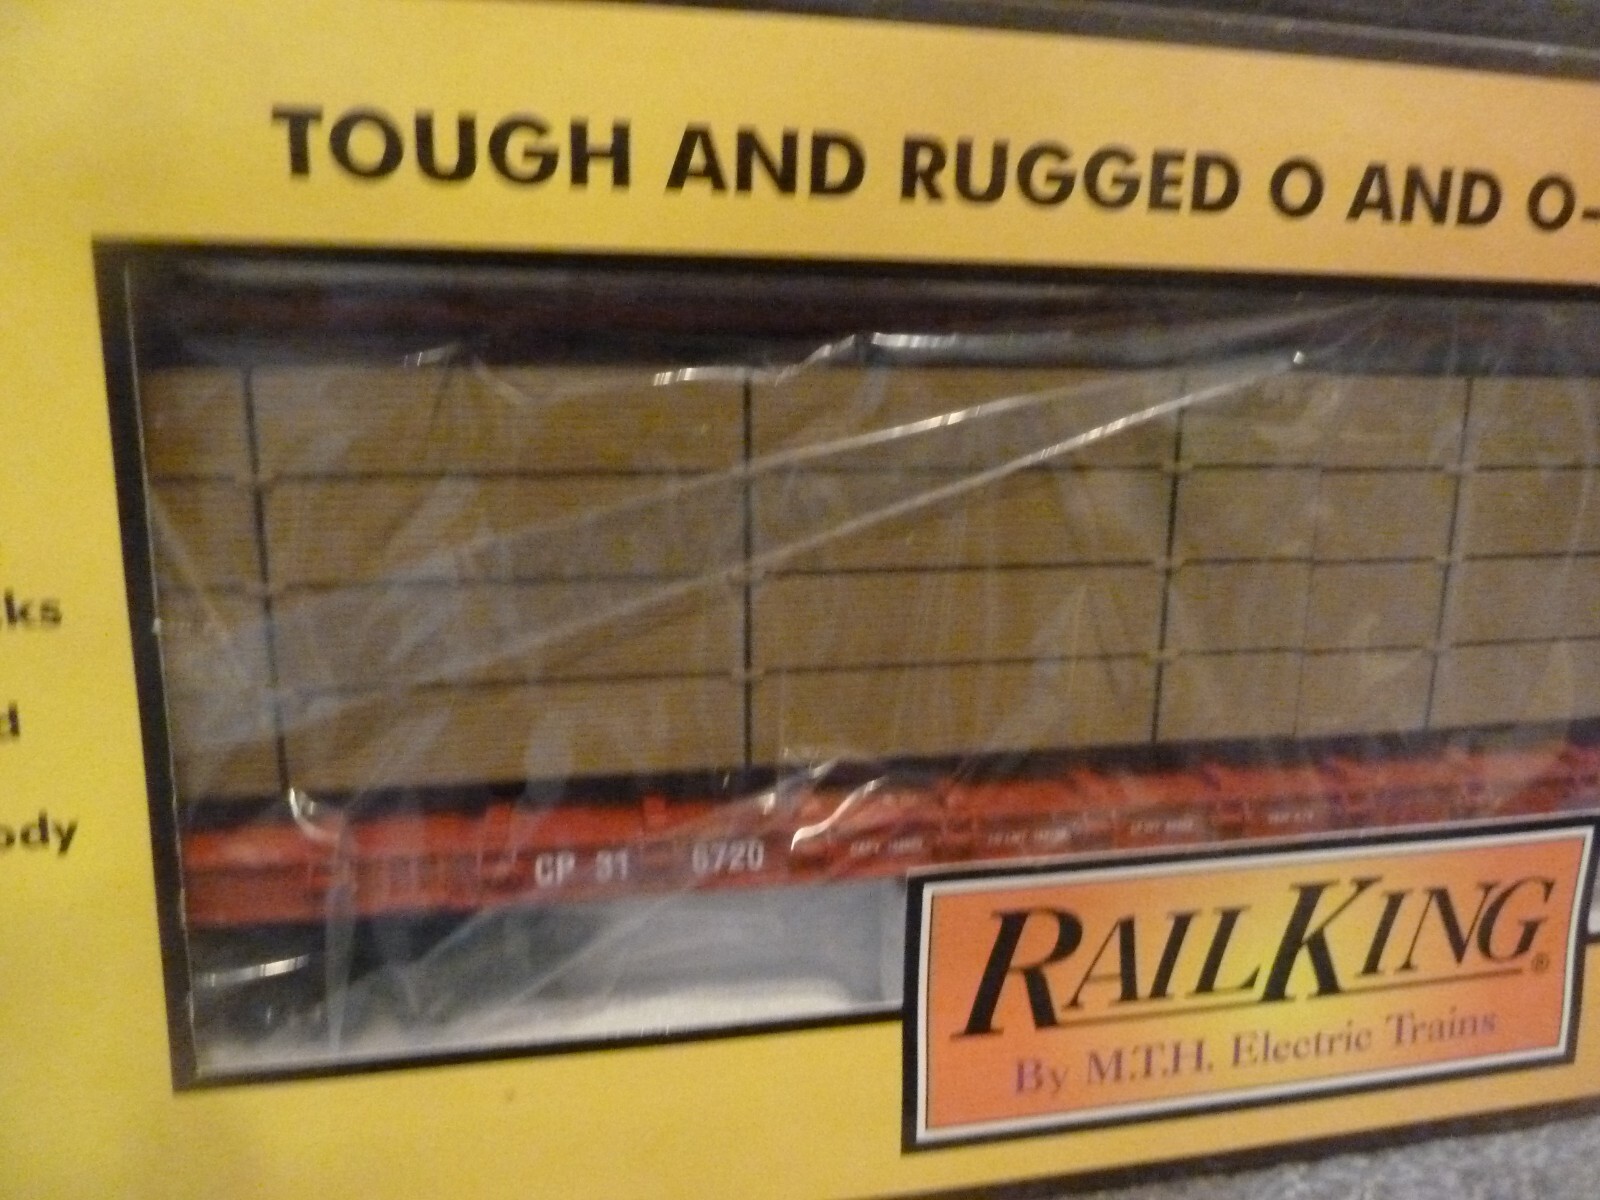 TOUGH AND RUGGED O AND O-
ks
d
ody
CP 31 6720
RAILKING®
By M.T.H. Electric Trains